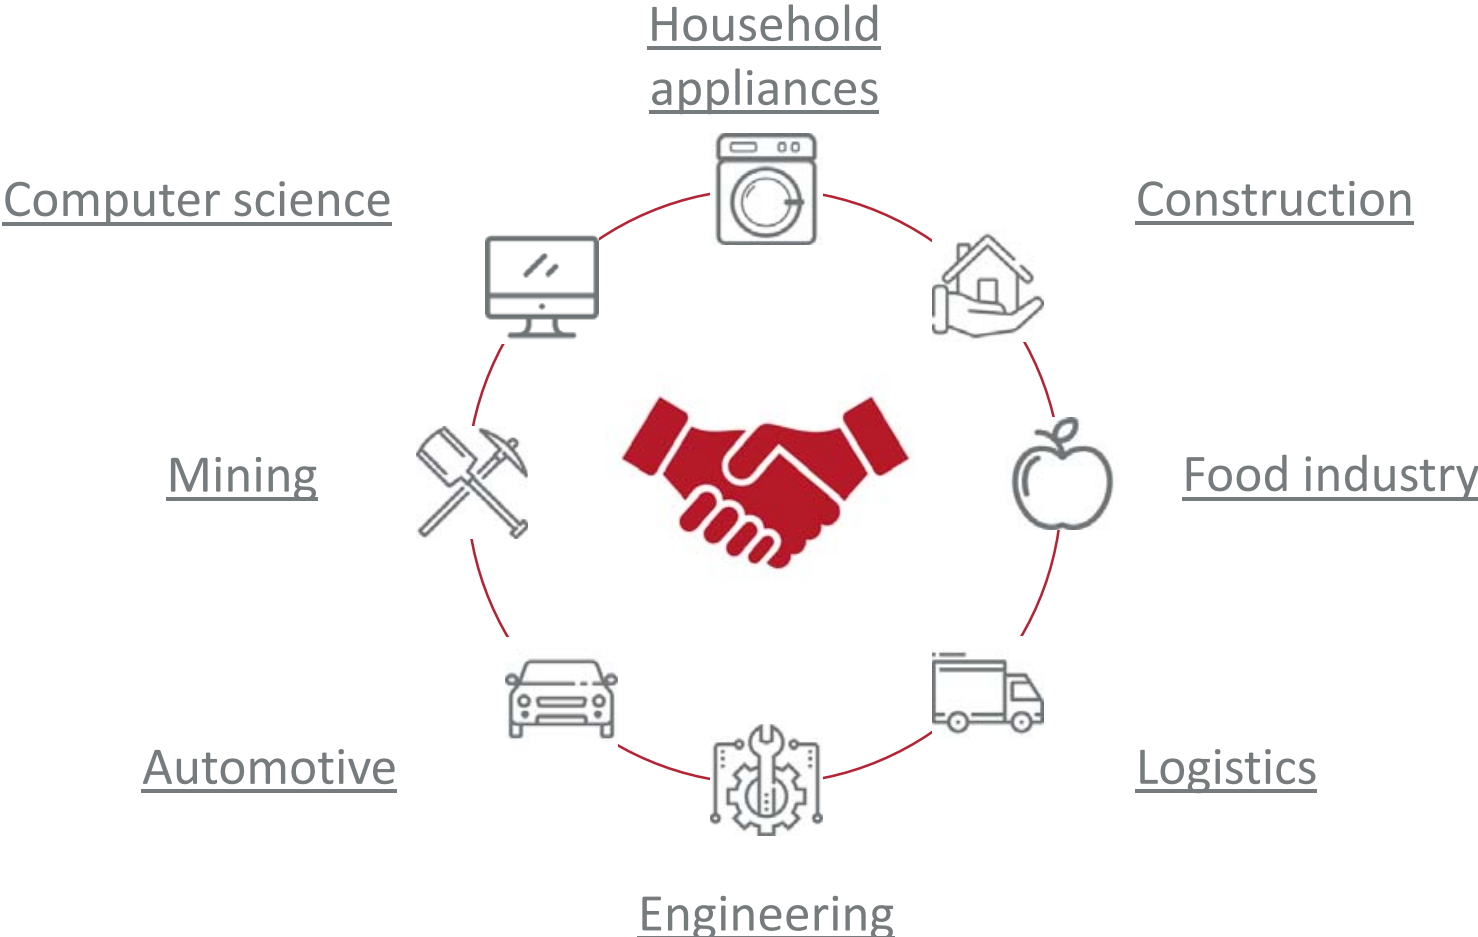 Household
appliances
Computer science
Construction
Mining
Food industry
Automotive
Logistics
Engineering